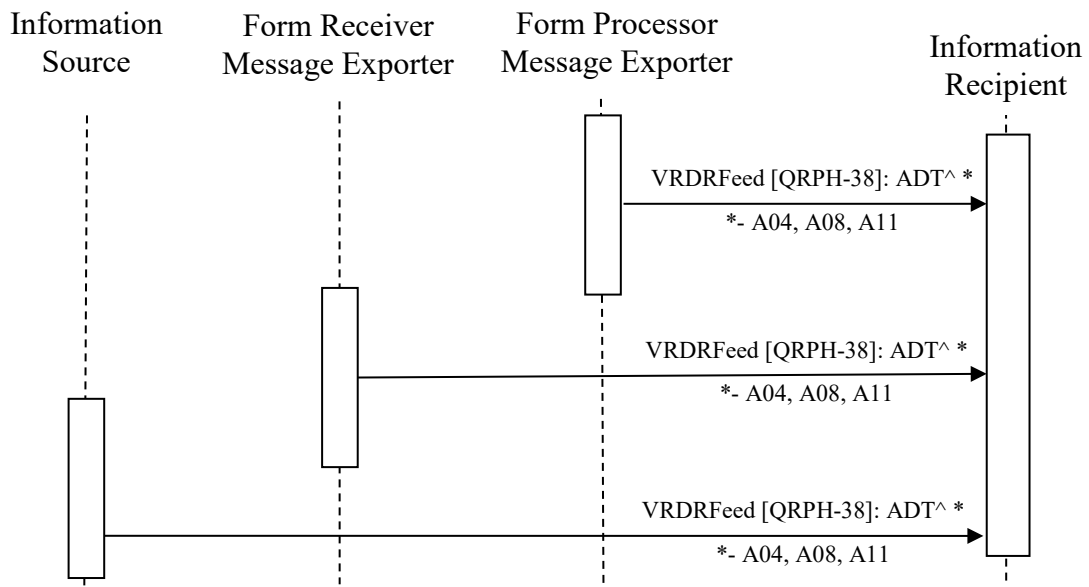 Information
Source
Form Receiver
Message Exporter
Form Processor
Message Exporter
Information
Recipient
VRDRFeed [QRPH-38]: ADT^ *
*- A04, A08, A11
VRDRFeed [QRPH-38]: ADT^ *
*- A04, A08, A11
VRDRFeed [QRPH-38]: ADT^ *
*- A04, A08, A11